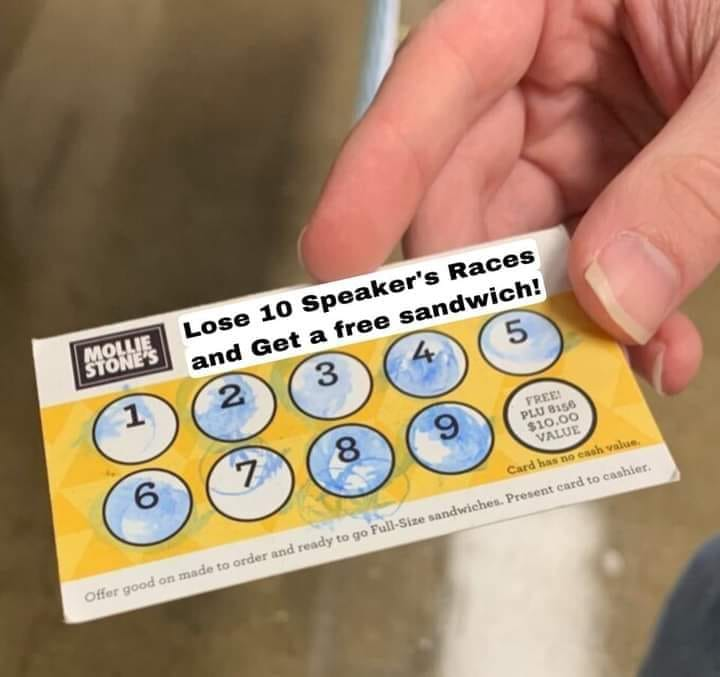 MOLLIE
STONE'S
Lose 10 Speaker's Races
and Get a free sandwich!
1 2 3 4 5
6 7 8 9
FREE!
PLU 8156
$10.00
VALUE
Card has no cash value.
Offer good on made to order and ready to go Full-Size sandwiches. Present card to cashier.